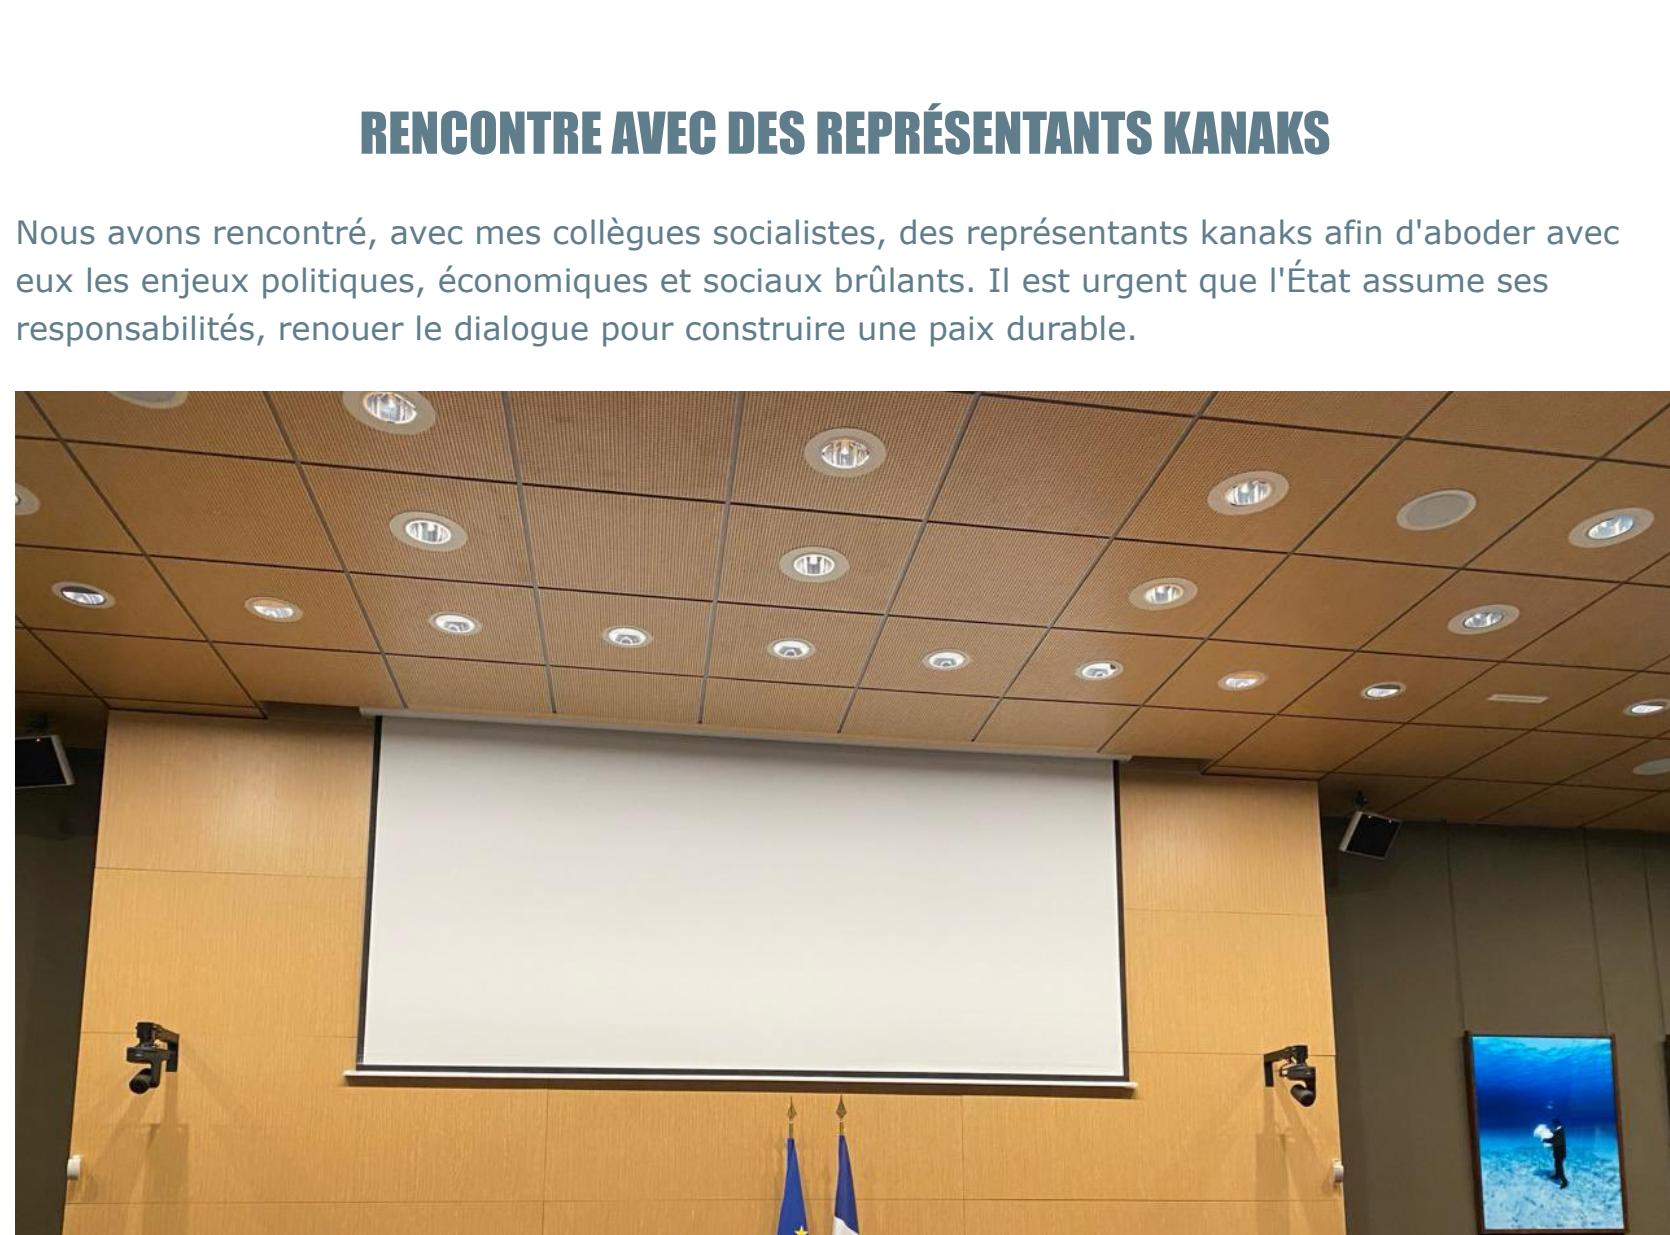 RENCONTRE AVEC DES REPRÉSENTANTS KANAKS
Nous avons rencontré, avec mes collègues socialistes, des représentants kanaks afin d'aboder avec
eux les enjeux politiques, économiques et sociaux brûlants. Il est urgent que l'État assume ses
responsabilités, renouer le dialogue pour construire une paix durable.